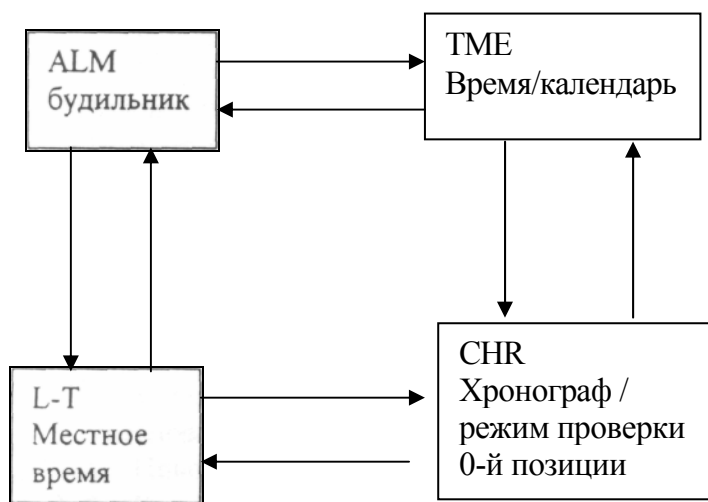 ALM
будильник
TME
Время/календарь
L-T
Местное
время
CHR
Хронограф /
режим проверки
0-й позиции